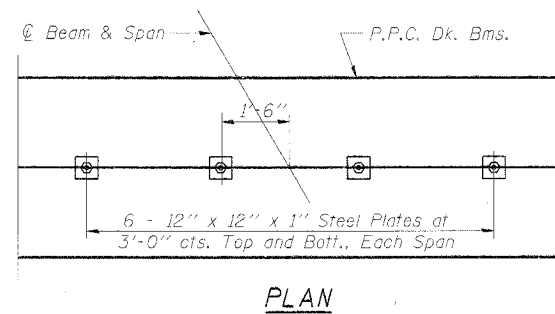 ℄ Beam & Span
P.P.C. Dk. Bms.
1'-6"
6 - 12" x 12" x 1" Steel Plates at
3'-0" cts. Top and Bott., Each Span
PLAN